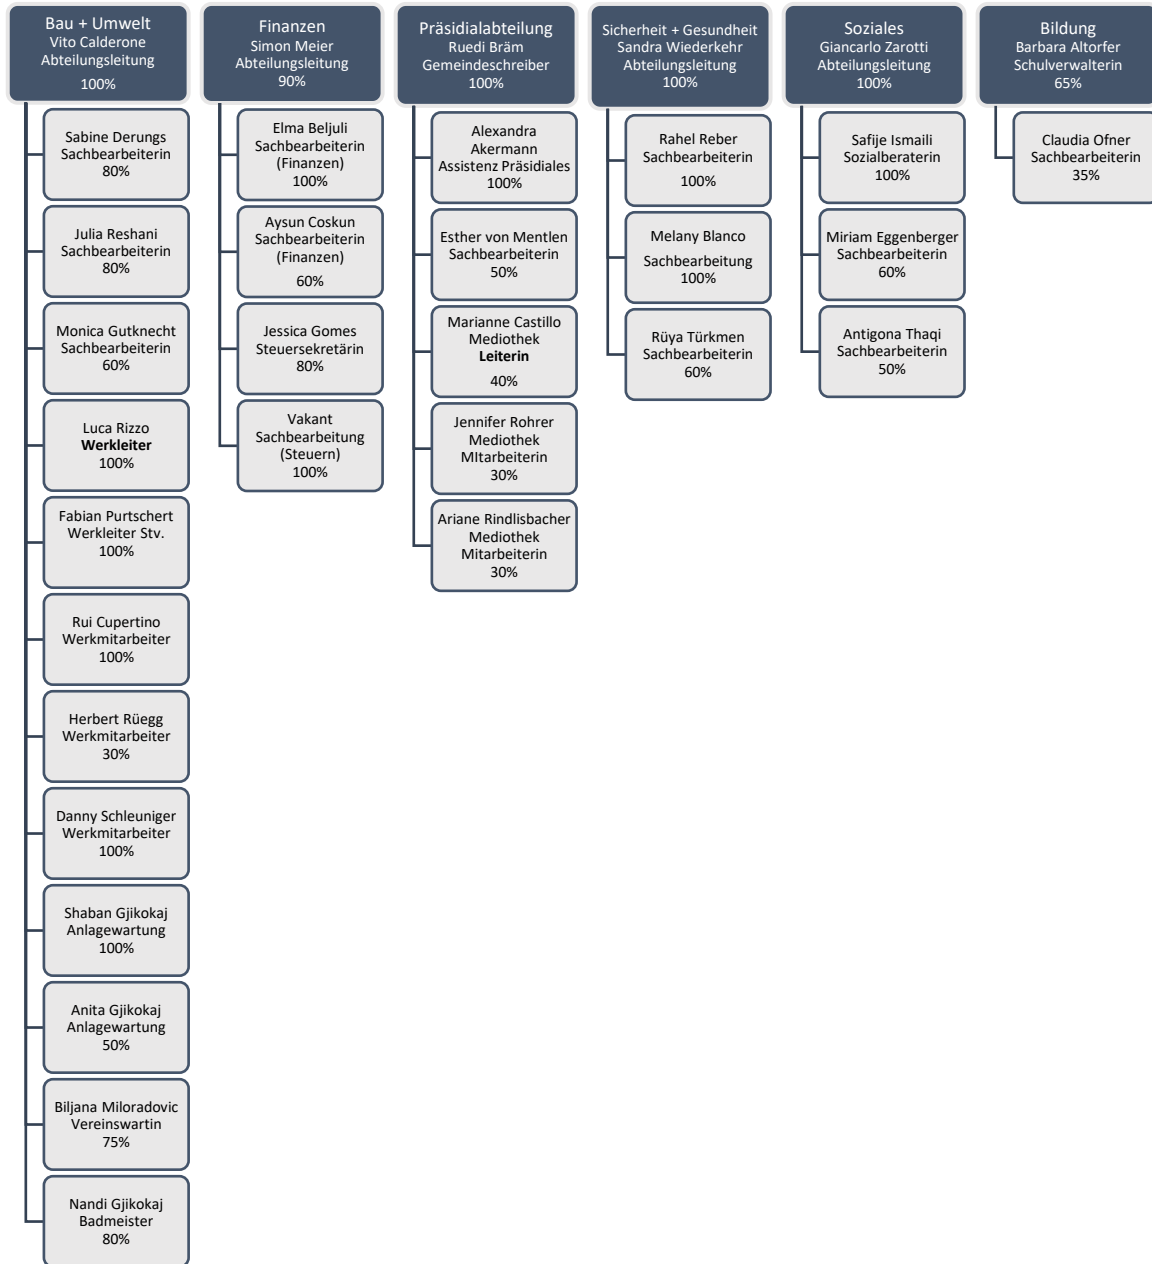 Bau + Umwelt
Vito Calderone
Abteilungsleitung
100%
Sabine Derungs
Sachbearbeiterin
80%
Julia Reshani
Sachbearbeiterin
80%
Monica Gutknecht
Sachbearbeiterin
60%
Luca Rizzo
Werkleiter
100%
Fabian Purtschert
Werkleiter Stv.
100%
Rui Cupertino
Werkmitarbeiter
100%
Herbert Rüegg
Werkmitarbeiter
30%
Danny Schleuniger
Werkmitarbeiter
100%
Shaban Gjikokaj
Anlagewartung
100%
Anita Gjikokaj
Anlagewartung
50%
Biljana Miloradovic
Vereinswartin
75%
Nandi Gjikokaj
Badmeister
80%
Finanzen
Simon Meier
Abteilungsleitung
90%
Elma Beljuli
Sachbearbeiterin
(Finanzen)
100%
Aysun Coskun
Sachbearbeiterin
(Finanzen)
60%
Jessica Gomes
Steuersekretärin
80%
Vakant
Sachbearbeitung
(Steuern)
100%
Präsidialabteilung
Ruedi Bräm
Gemeindeschreiber
100%
Alexandra
Akermann
Assistenz Präsidiales
100%
Esther von Mentlen
Sachbearbeiterin
50%
Marianne Castillo
Mediothek
Leiterin
40%
Jennifer Rohrer
Mediothek
MItarbeiterin
30%
Ariane Rindlisbacher
Mediothek
Mitarbeiterin
30%
Sicherheit + Gesundheit
Sandra Wiederkehr
Abteilungsleitung
100%
Rahel Reber
Sachbearbeiterin
100%
Melany Blanco
Sachbearbeitung
100%
Rüya Türkmen
Sachbearbeiterin
60%
Soziales
Giancarlo Zarotti
Abteilungsleitung
100%
Safije Ismaili
Sozialberaterin
100%
Miriam Eggenberger
Sachbearbeiterin
60%
Antigona Thaqi
Sachbearbeiterin
50%
Bildung
Barbara Altorfer
Schulverwalterin
65%
Claudia Ofner
Sachbearbeiterin
35%